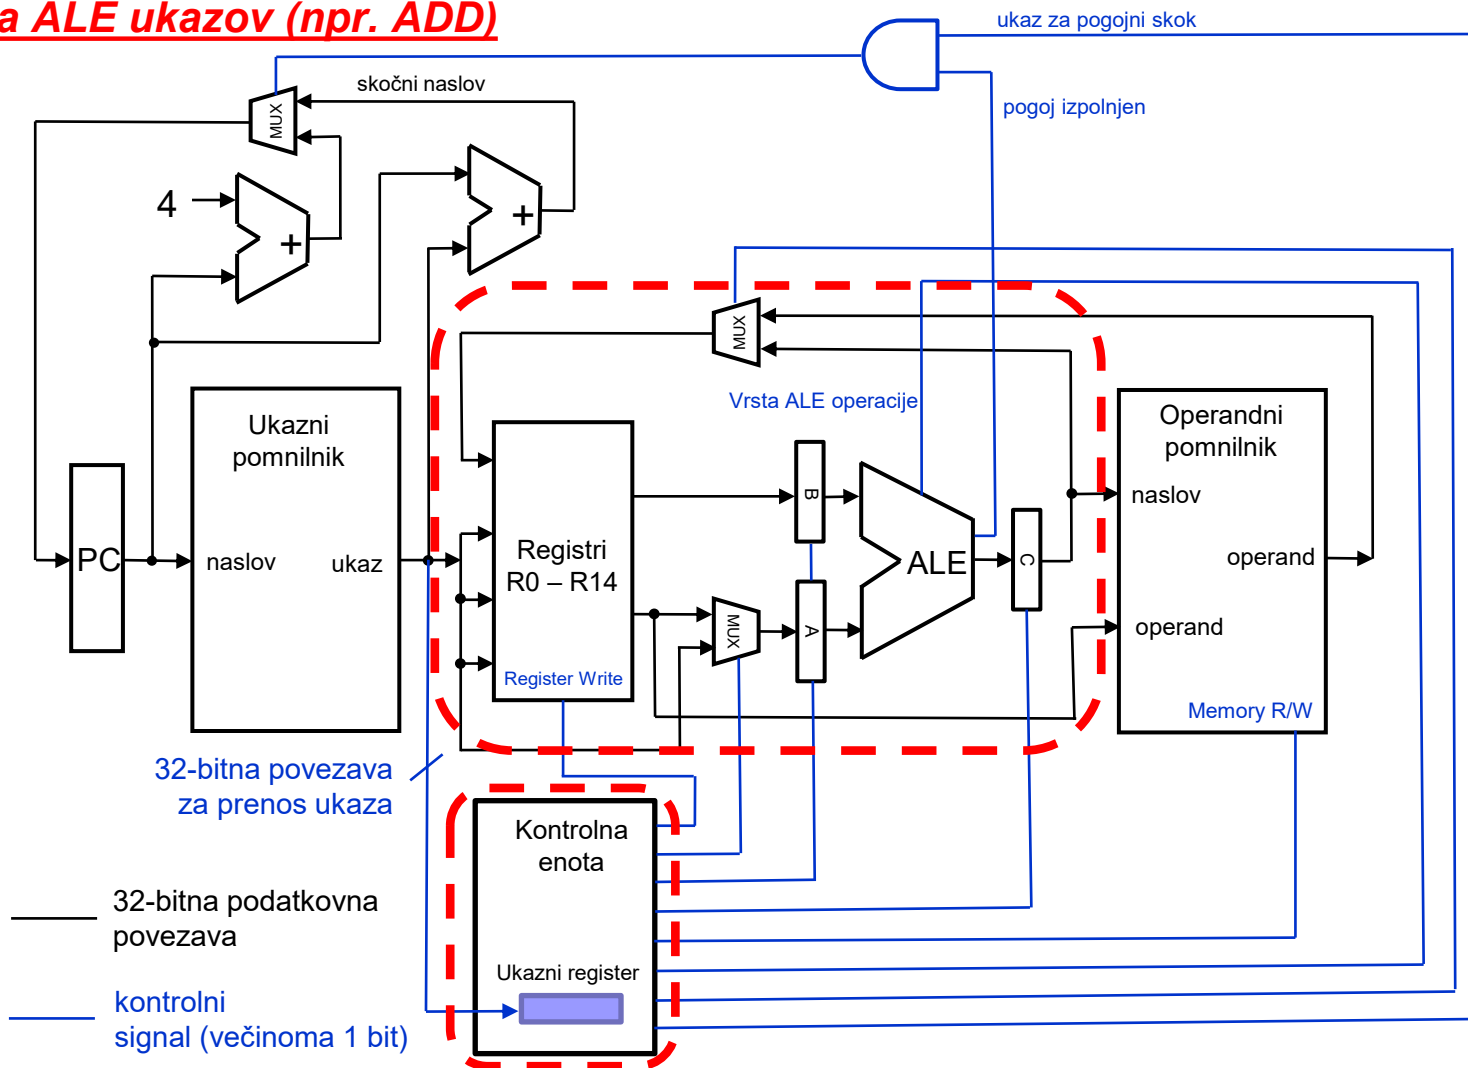 a ALE ukazov (npr. ADD)
ukaz za pogojni skok
skočni naslov
MUX
pogoj izpolnjen
4
+
+
MUX
Vrsta ALE operacije
Ukazni
pomnilnik
Operandni
pomnilnik
B
naslov
PC
naslov
ukaz
Registri
R0 – R14
ALE
C
operand
MUX
A
operand
Register Write
Memory R/W
32-bitna povezava
za prenos ukaza
Kontrolna
enota
32-bitna podatkovna
povezava
Ukazni register
kontrolni
signal (večinoma 1 bit)